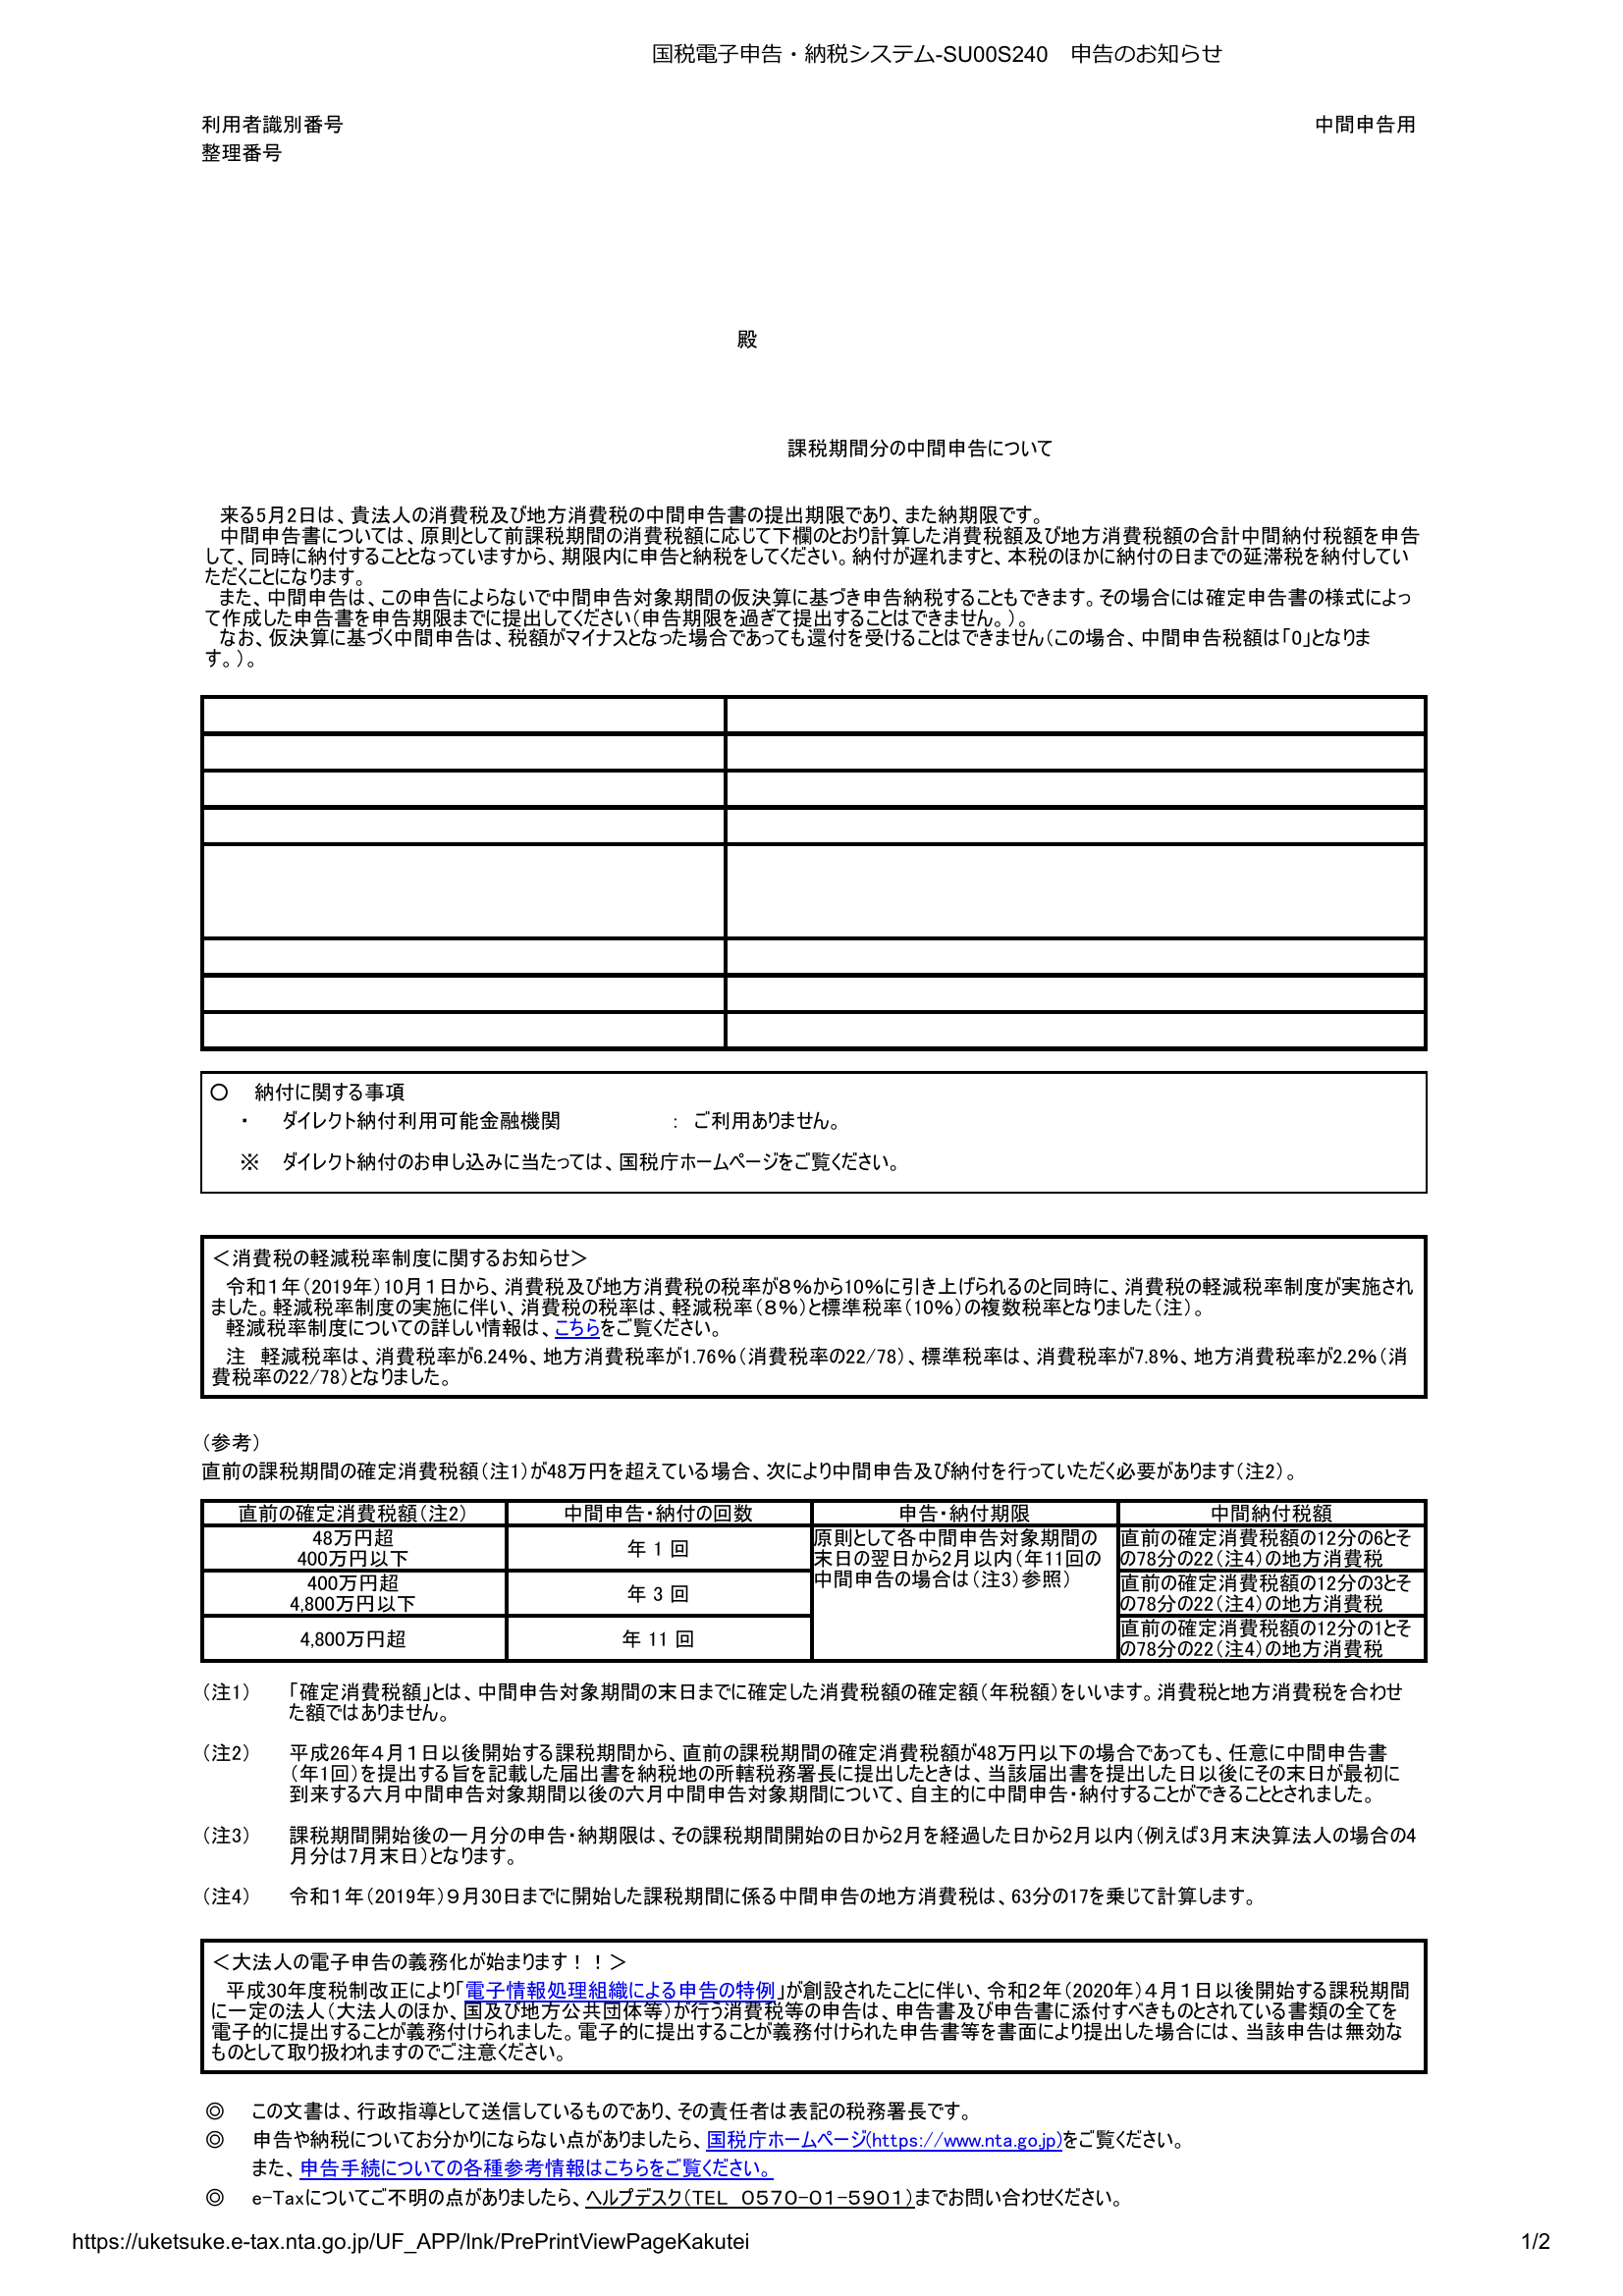 国税電子申告・納税システム-SU00S240　申告のお知らせ
利用者識別番号
中間申告用
整理番号
殿
課税期間分の中間申告について
来る5月2日は、貴法人の消費税及び地方消費税の中間申告書の提出期限であり、また納期限です。
中間申告書については、原則として前課税期間の消費税額に応じて下欄のとおり計算した消費税額及び地方消費税額の合計中間納付税額を申告
して、同時に納付することとなっていますから、期限内に申告と納税をしてください。納付が遅れますと、本税のほかに納付の日までの延滞税を納付してい
ただくことになります。
また、中間申告は、この申告によらないで中間申告対象期間の仮決算に基づき申告納税することもできます。その場合には確定申告書の様式によっ
て作成した申告書を申告期限までに提出してください（申告期限を過ぎて提出することはできません。）。
なお、仮決算に基づく中間申告は、税額がマイナスとなった場合であっても還付を受けることはできません（この場合、中間申告税額は「0」となりま
す。）。
○　納付に関する事項
・　ダイレクト納付利用可能金融機関　：　ご利用ありません。
※　ダイレクト納付のお申し込みに当たっては、国税庁ホームページをご覧ください。
＜消費税の軽減税率制度に関するお知らせ＞
令和１年（2019年）10月１日から、消費税及び地方消費税の税率が8％から10％に引き上げられるのと同時に、消費税の軽減税率制度が実施され
ました。軽減税率制度の実施に伴い、消費税の税率は、軽減税率（8％）と標準税率（10％）の複数税率となりました（注）。
軽減税率制度についての詳しい情報は、こちらをご覧ください。
注　軽減税率は、消費税率が6.24％、地方消費税率が1.76％（消費税率の22/78）、標準税率は、消費税率が7.8％、地方消費税率が2.2％（消
費税率の22/78）となりました。
（参考）
直前の課税期間の確定消費税額（注1）が48万円を超えている場合、次により中間申告及び納付を行っていただく必要があります（注2）。
直前の確定消費税額（注2）　中間申告・納付の回数　申告・納付期限　中間納付税額
48万円超
400万円以下
年 1 回
原則として各中間申告対象期間の
末日の翌日から2月以内（年11回の
中間申告の場合は（注3）参照）
直前の確定消費税額の12分の6とそ
の78分の22（注4）の地方消費税
400万円超
4,800万円以下
年 3 回
直前の確定消費税額の12分の3とそ
の78分の22（注4）の地方消費税
4,800万円超
年 11 回
直前の確定消費税額の12分の1とそ
の78分の22（注4）の地方消費税
（注1）　「確定消費税額」とは、中間申告対象期間の末日までに確定した消費税額の確定額（年税額）をいいます。消費税と地方消費税を合わせ
た額ではありません。
（注2）　平成26年４月１日以後開始する課税期間から、直前の課税期間の確定消費税額が48万円以下の場合であっても、任意に中間申告書
（年1回）を提出する旨を記載した届出書を納税地の所轄税務署長に提出したときは、当該届出書を提出した日以後にその末日が最初に
到来する六月中間申告対象期間以後の六月中間申告対象期間について、自主的に中間申告・納付することができることとされました。
（注3）　課税期間開始後の一月分の申告・納期限は、その課税期間開始の日から2月を経過した日から2月以内（例えば3月末決算法人の場合の4
月分は7月末日）となります。
（注4）　令和１年（2019年）９月30日までに開始した課税期間に係る中間申告の地方消費税は、63分の17を乗じて計算します。
＜大法人の電子申告の義務化が始まります！！＞
平成30年度税制改正により「電子情報処理組織による申告の特例」が創設されたことに伴い、令和２年（2020年）４月１日以後開始する課税期間
に一定の法人（大法人のほか、国及び地方公共団体等）が行う消費税等の申告は、申告書及び申告書に添付すべきものとされている書類の全てを
電子的に提出することが義務付けられました。電子的に提出することが義務付けられた申告書等を書面により提出した場合には、当該申告は無効な
ものとして取り扱われますのでご注意ください。
◎　この文書は、行政指導として送信しているものであり、その責任者は表記の税務署長です。
◎　申告や納税についてお分かりにならない点がありましたら、国税庁ホームページ(https://www.nta.go.jp)をご覧ください。
また、申告手続についての各種参考情報はこちらをご覧ください。
◎　e-Taxについてご不明の点がありましたら、ヘルプデスク（TEL　０５７０－０１－５９０１）までお問い合わせください。
https://uketsuke.e-tax.nta.go.jp/UF_APP/lnk/PrePrintViewPageKakutei
1/2